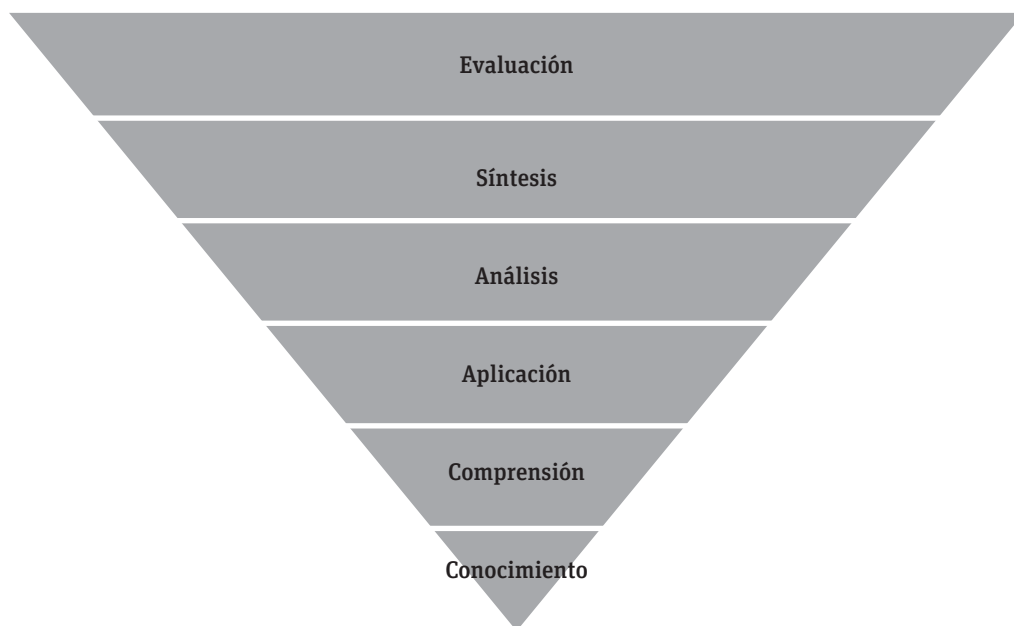 Evaluación
Síntesis
Análisis
Aplicación
Comprensión
Conocimiento